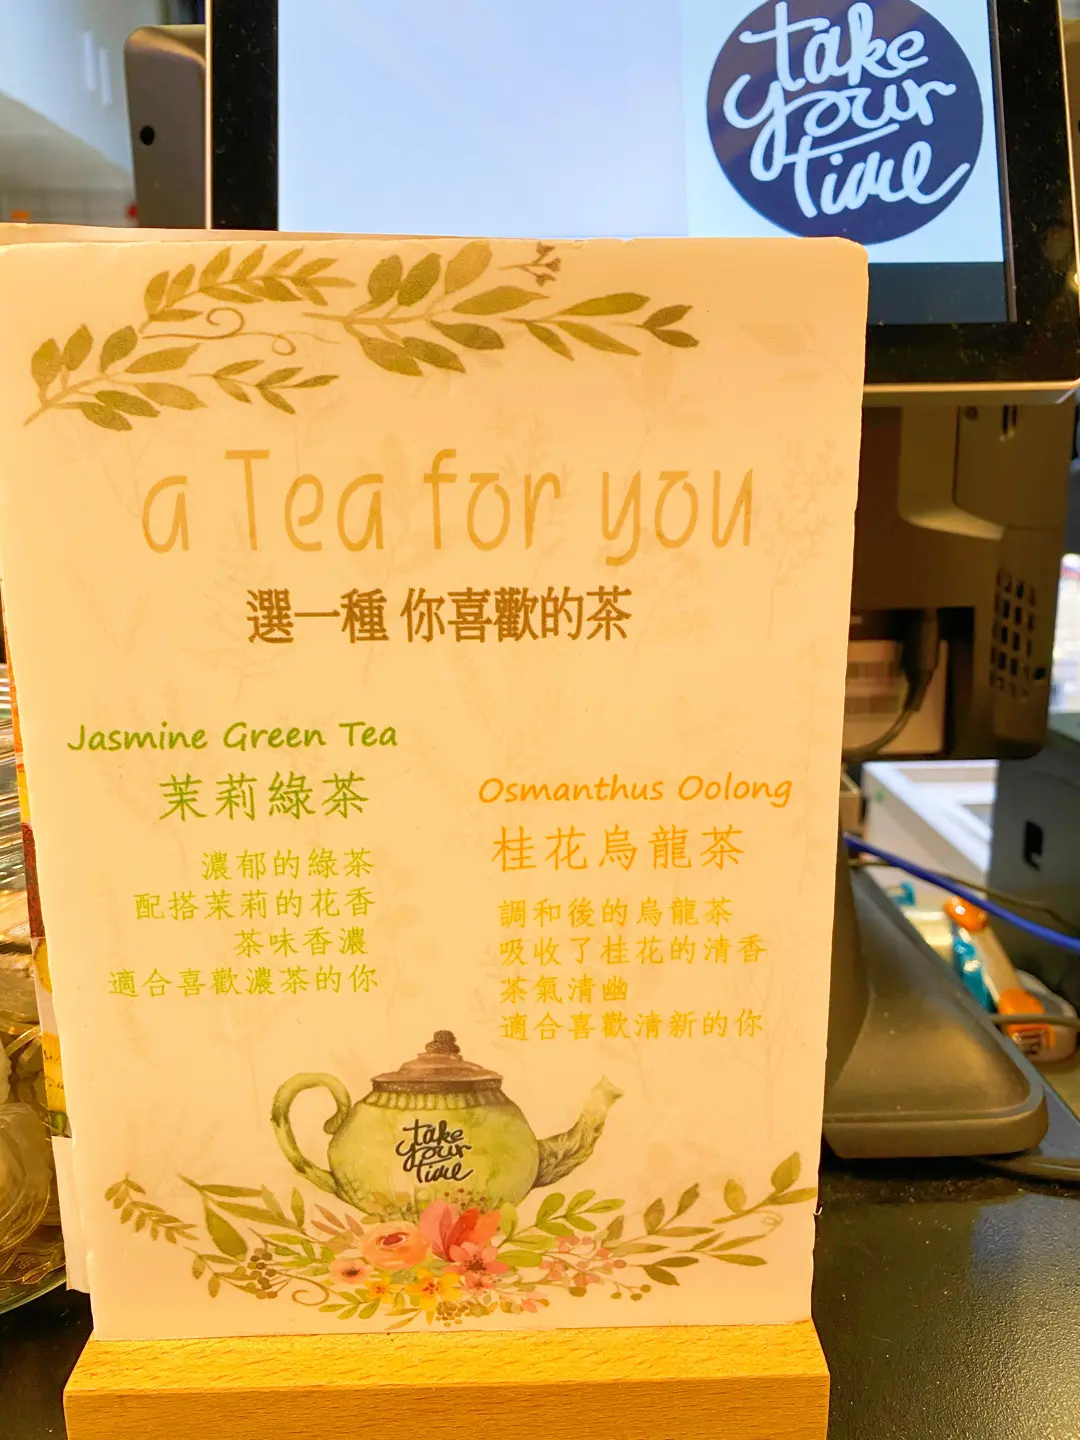 take
your
time
a Tea for you
選一種 你喜歡的茶
Jasmine Green Tea
茉莉綠茶
濃郁的綠茶
配搭茉莉的花香
茶味香濃
適合喜歡濃茶的你
Osmanthus Oolong
桂花烏龍茶
調和後的烏龍茶
吸收了桂花的清香
茶氣清幽
適合喜歡清新的你
take
your
time